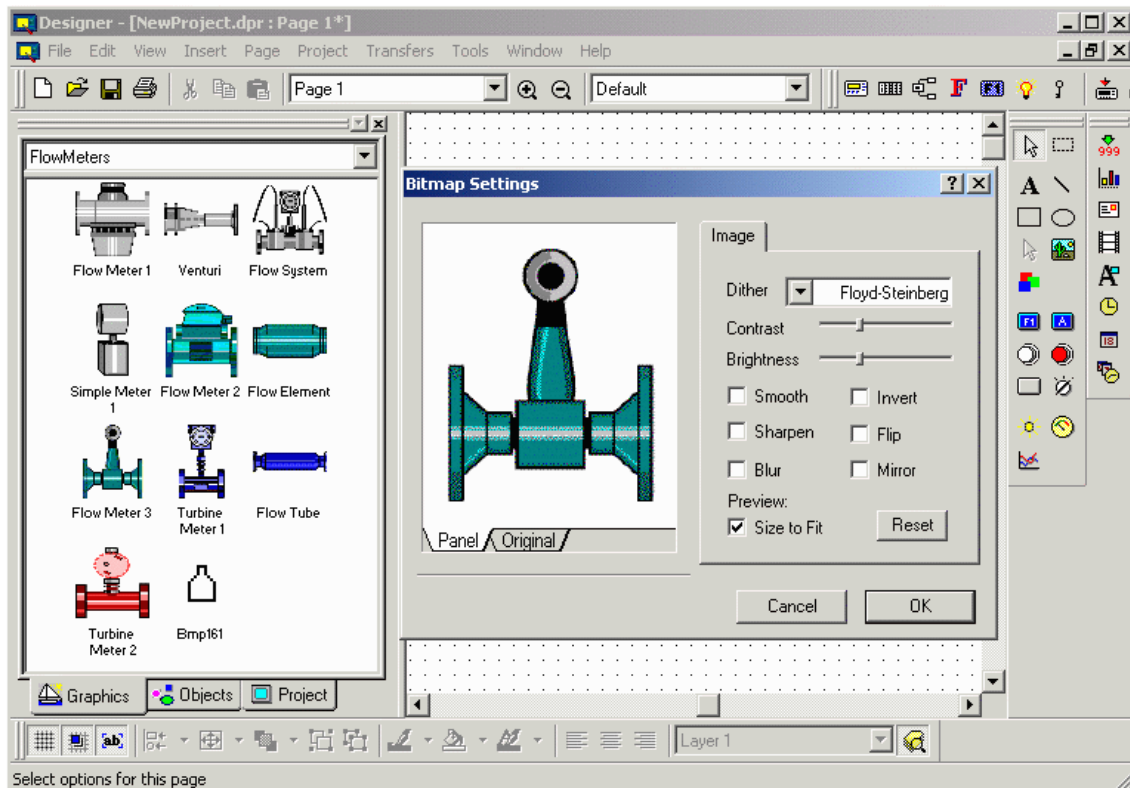 Designer - [NewProject.dpr : Page 1*]
File Edit View Insert Page Project Transfers Tools Window Help
Page 1
Default
FlowMeters
Flow Meter 1 Venturi Flow System
Simple Meter 1
Flow Meter 2 Flow Element
Flow Meter 3
Turbine Meter 1
Flow Tube
Turbine Meter 2
Bmp161
Graphics Objects Project
Bitmap Settings
Image
Dither Floyd-Steinberg
Contrast
Brightness
Smooth Invert
Sharpen Flip
Blur Mirror
Preview:
Size to Fit Reset
Panel Original
Cancel OK
F
A
999
A
F1 A
18
ab
Layer 1
Select options for this page